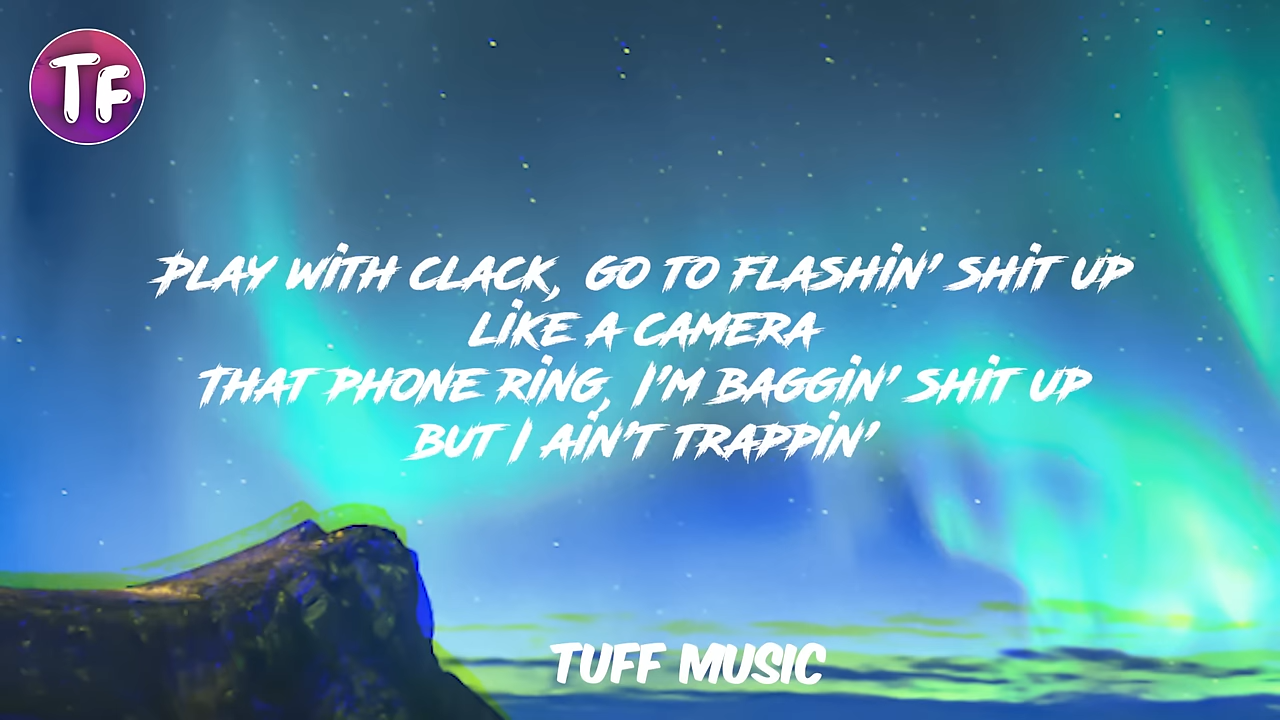 TF
PLAY WITH CLACK, GO TO FLASHIN' SHIT UP
LIKE A CAMERA
THAT PHONE RING, I'M BAGGIN' SHIT UP
BUT I AIN'T TRAPPIN'
TUFF MUSIC